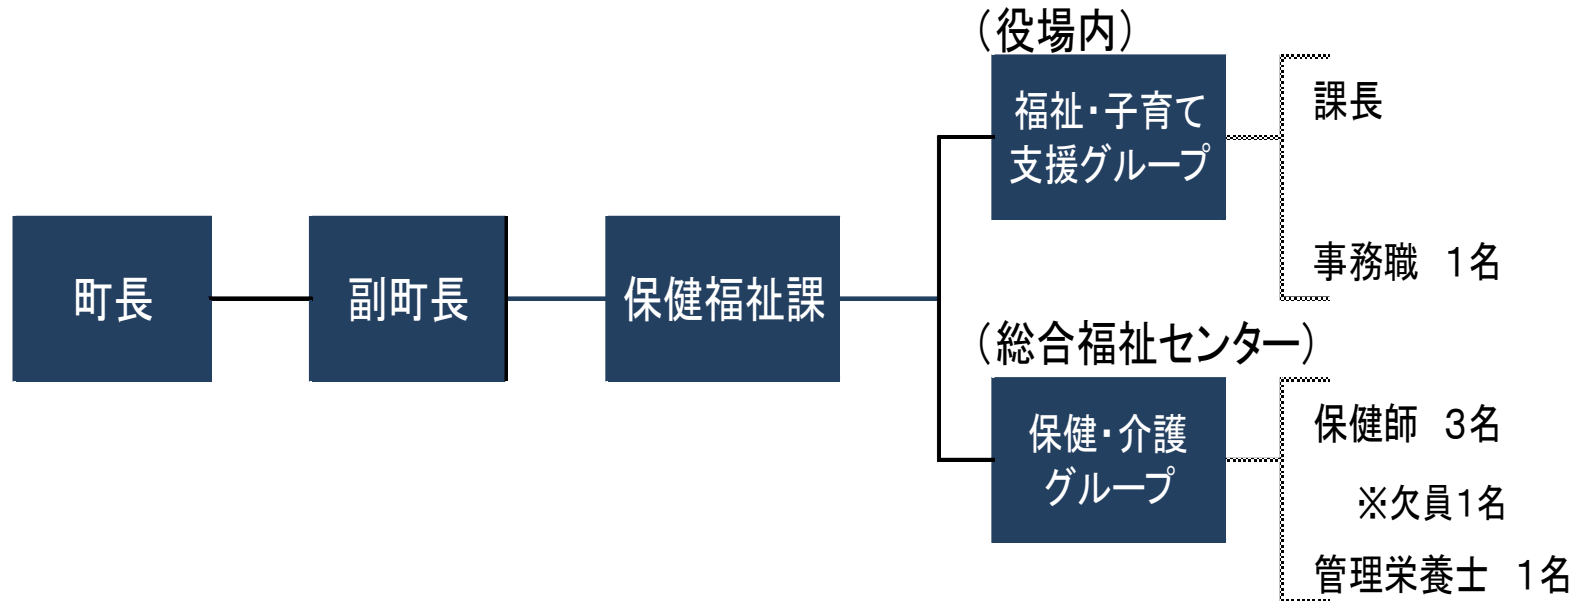 町長
副町長
保健福祉課
（役場内）
福祉・子育て
支援グループ
課長
事務職　1名
（総合福祉センター）
保健・介護
グループ
保健師　3名
※欠員1名
管理栄養士　1名